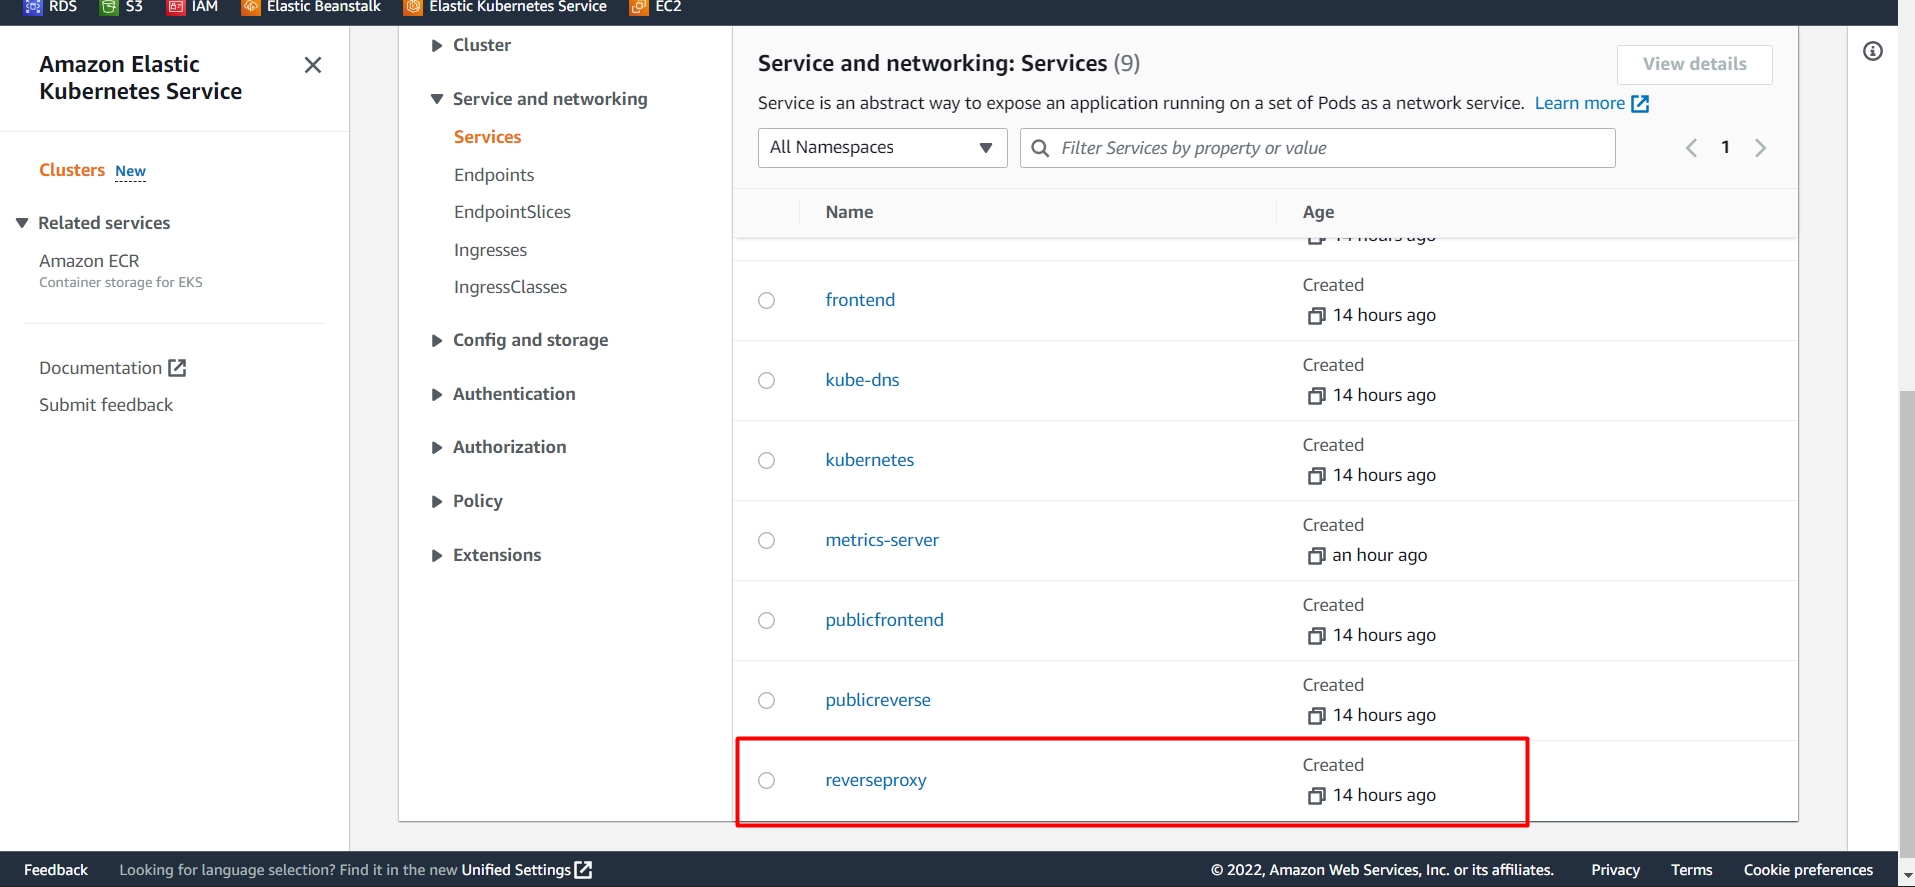 RDS S3 IAM Elastic Beanstalk Elastic Kubernetes Service EC2
Amazon Elastic
Kubernetes Service
Clusters New
Related services
Amazon ECR
Container storage for EKS
Documentation
Submit feedback
Cluster
Service and networking
Services
Endpoints
EndpointSlices
Ingresses
IngressClasses
Config and storage
Authentication
Authorization
Policy
Extensions
Service and networking: Services (9)
View details
Service is an abstract way to expose an application running on a set of Pods as a network service. Learn more
All Namespaces
Filter Services by property or value
1
Name Age
14 hours ago
frontend
Created
14 hours ago
kube-dns
Created
14 hours ago
kubernetes
Created
14 hours ago
metrics-server
Created
an hour ago
publicfrontend
Created
14 hours ago
publicreverse
Created
14 hours ago
reverseproxy
Created
14 hours ago
Feedback Looking for language selection? Find it in the new Unified Settings © 2022, Amazon Web Services, Inc. or its affiliates. Privacy Terms Cookie preferences